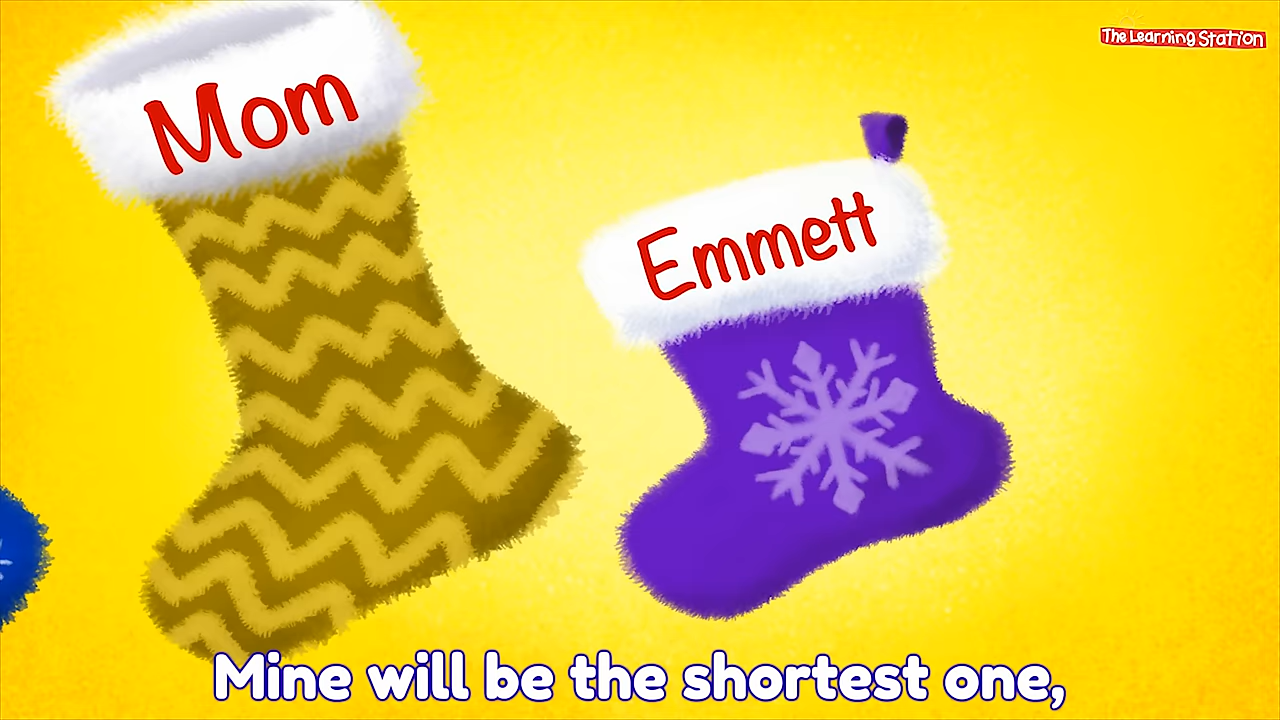 The Learning Station
Mom
Emmett
Mine will be the shortest one,